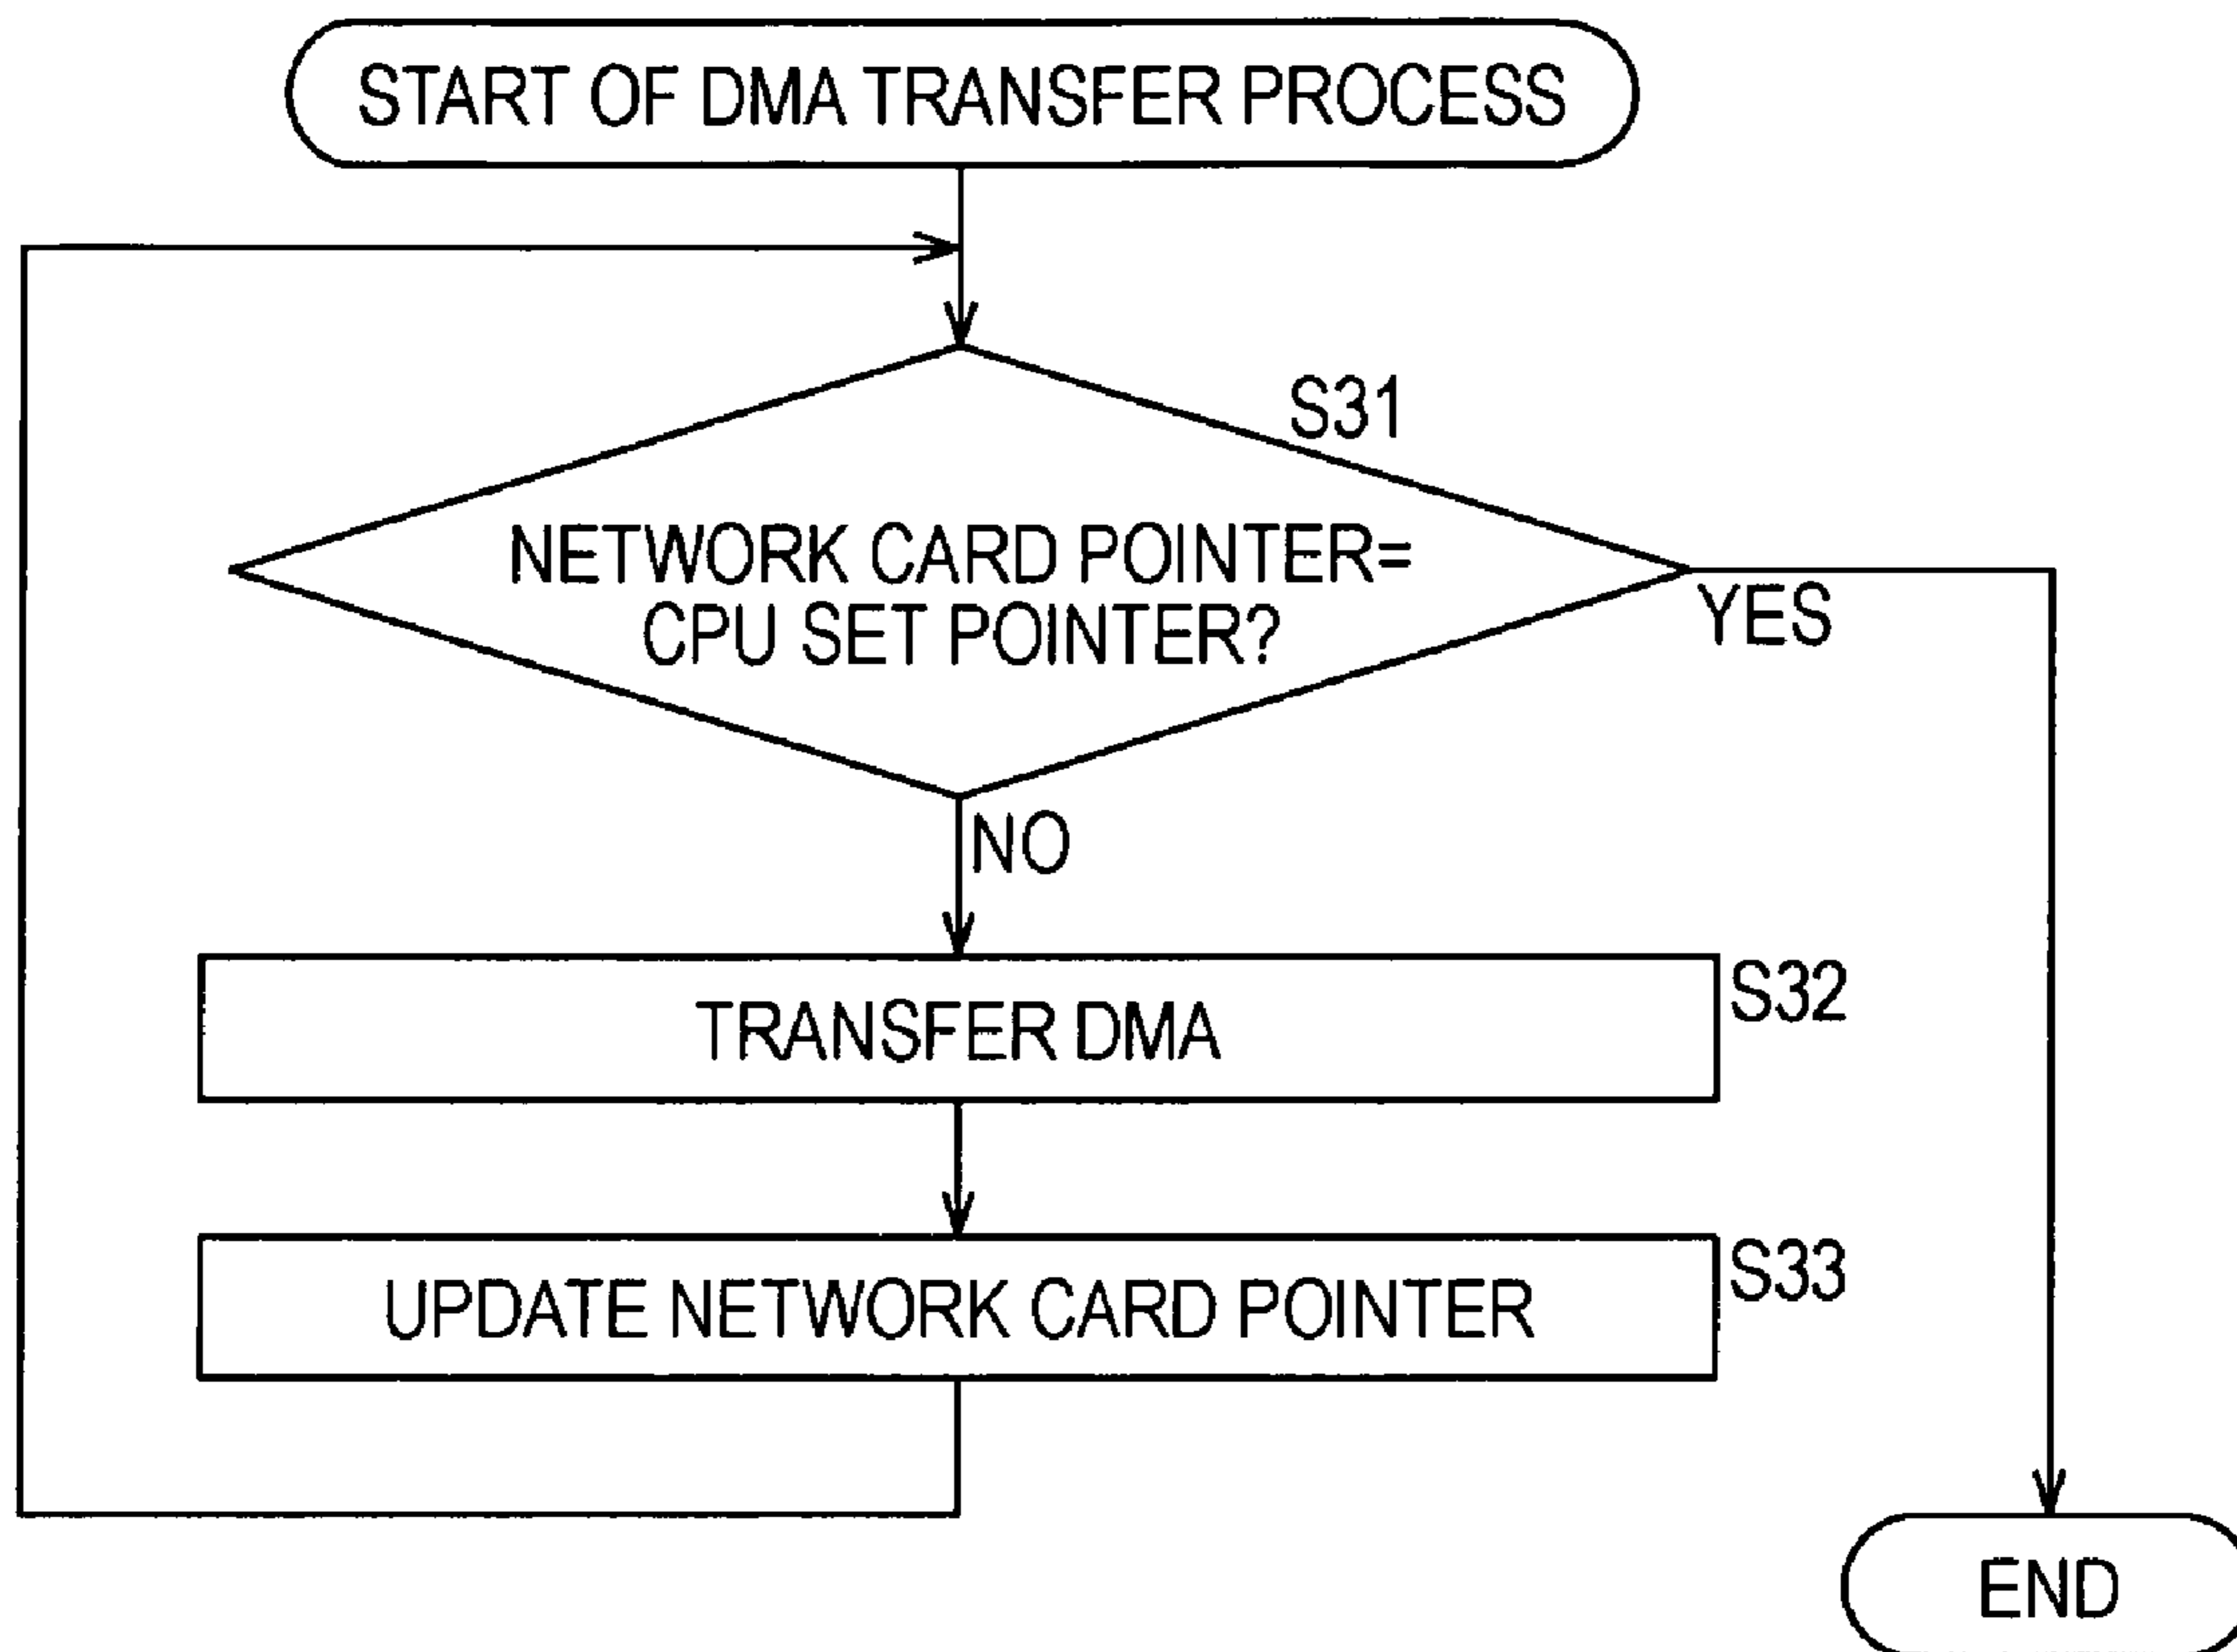 START OF DMA TRANSFER PROCESS
S31
NETWORK CARD POINTER=
CPU SET POINTER?
YES
NO
TRANSFER DMA
S32
UPDATE NETWORK CARD POINTER
S33
END